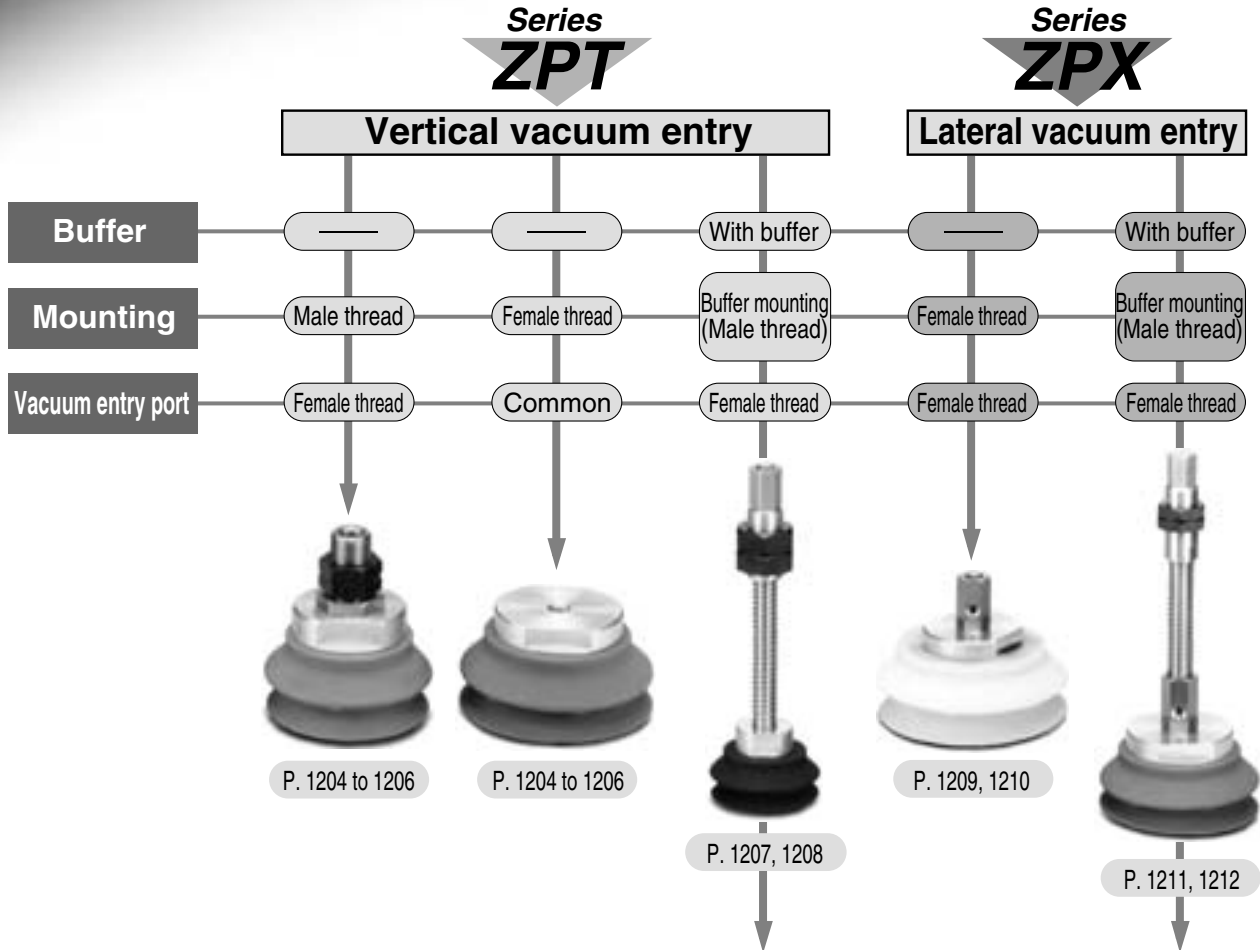 Series
ZPT
Series
ZPX
Vertical vacuum entry
Lateral vacuum entry
Buffer
With buffer
With buffer
Mounting
Male thread
Female thread
Buffer mounting
(Male thread)
Female thread
Buffer mounting
(Male thread)
Vacuum entry port
Female thread
Common
Female thread
Female thread
Female thread
P. 1204 to 1206
P. 1204 to 1206
P. 1207, 1208
P. 1209, 1210
P. 1211, 1212